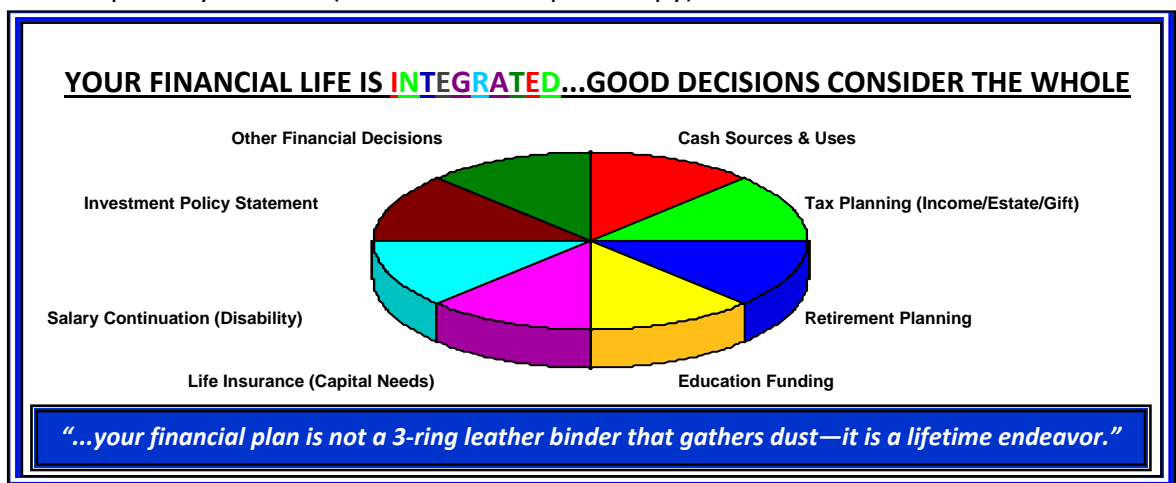 YOUR FINANCIAL LIFE IS INTEGRATED...GOOD DECISIONS CONSIDER THE WHOLE
Other Financial Decisions
Cash Sources & Uses
Investment Policy Statement
Tax Planning (Income/Estate/Gift)
Salary Continuation (Disability)
Retirement Planning
Life Insurance (Capital Needs)
Education Funding
“...your financial plan is not a 3-ring leather binder that gathers dust—it is a lifetime endeavor.”